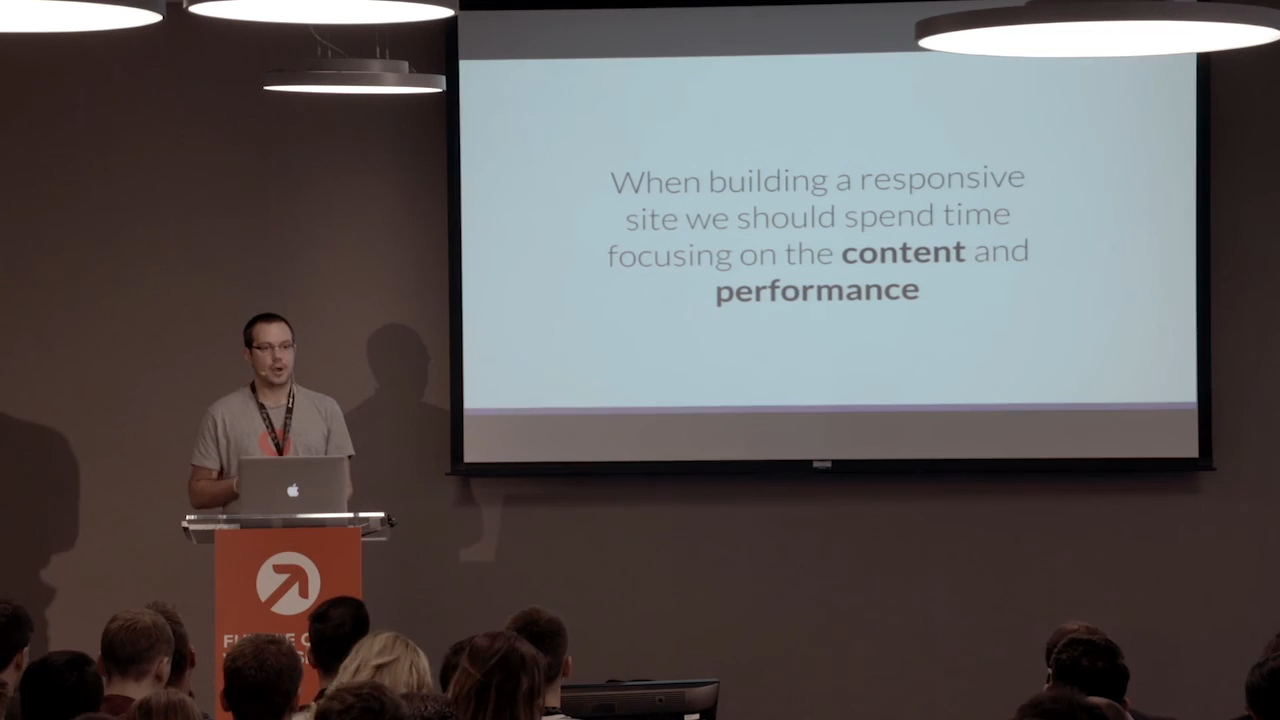 When building a responsive
site we should spend time
focusing on the content and
performance